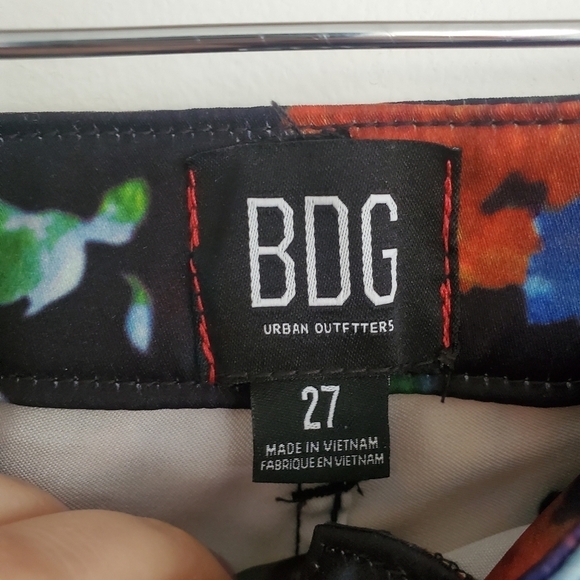 BDG
URBAN OUTFTTERS
27
MADE IN VIETNAM
FABRIQUE EN VIETNAM